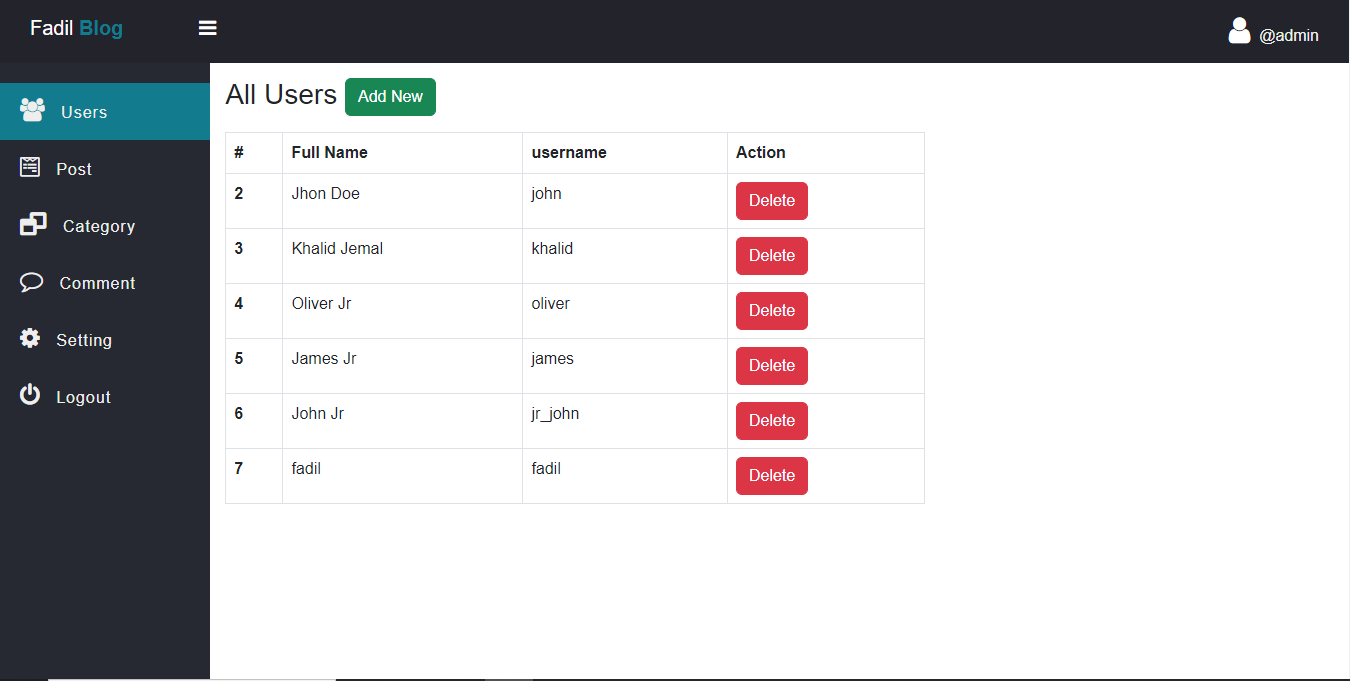 Fadil Blog
@admin
Users
Post
Category
Comment
Setting
Logout
All Users Add New
# Full Name username Action
2 Jhon Doe john Delete
3 Khalid Jemal khalid Delete
4 Oliver Jr oliver Delete
5 James Jr james Delete
6 John Jr jr_john Delete
7 fadil fadil Delete